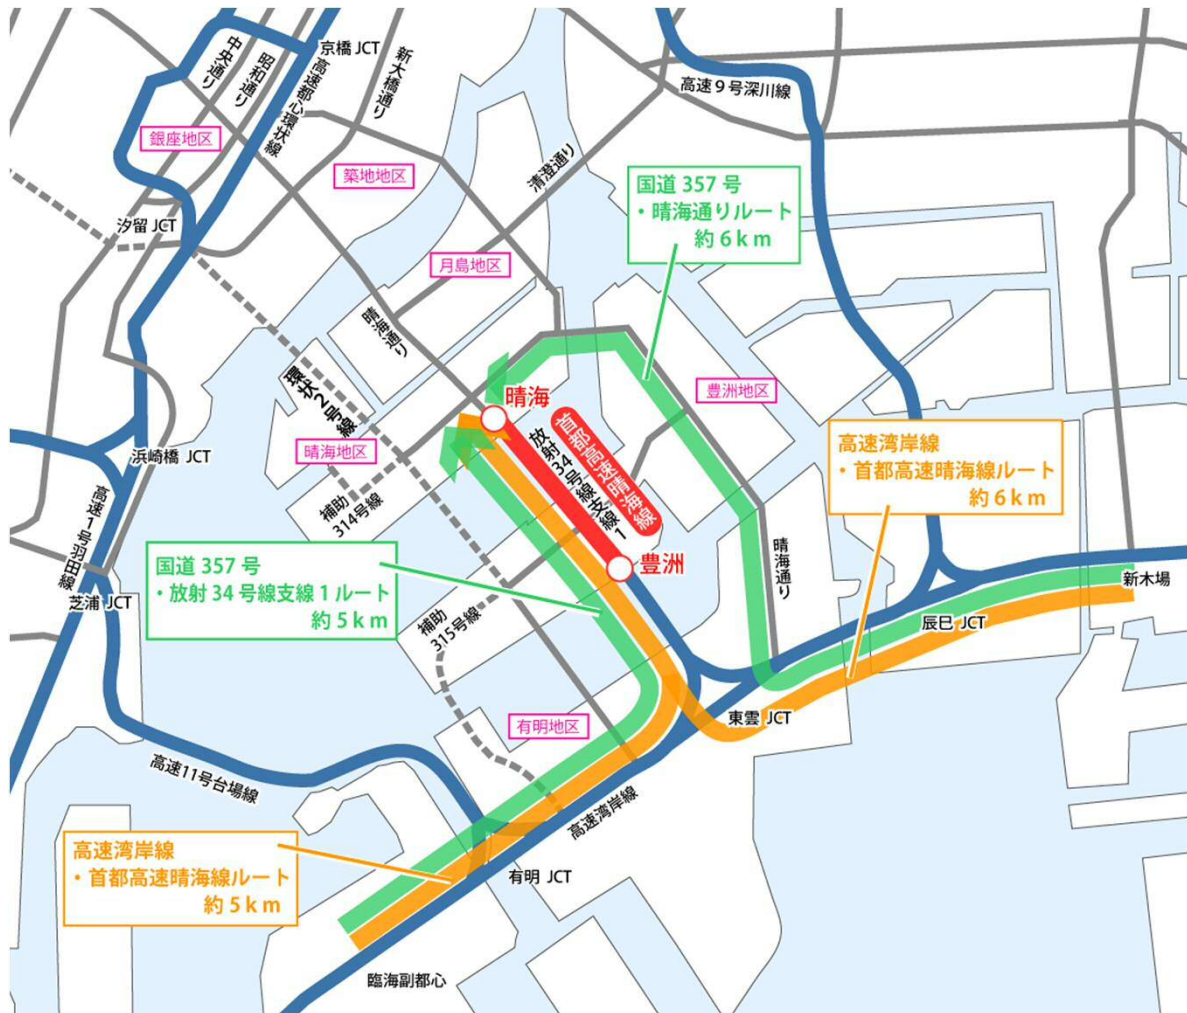 京橋 JCT
新大橋通り
中央通り
昭和通り
高速都心環状線
高速9号深川線
銀座地区
築地地区
清澄通り
国道 357 号
・晴海通りルート
約 6 k m
汐留 JCT
月島地区
晴海通り
環状2号線
豊洲地区
晴海
首都高速晴海線
放射34号線支線1
高速湾岸線
・首都高速晴海線ルート
約 6 k m
浜崎橋 JCT
晴海地区
補助
314号線
高速1号羽田線
晴海通り
国道 357 号
・放射 34 号線支線 1 ルート
約 5 k m
豊洲
新木場
芝浦 JCT
辰巳 JCT
補助
315号線
有明地区
東雲 JCT
高速11号台場線
高速湾岸線
高速湾岸線
・首都高速晴海線ルート
約 5 k m
有明 JCT
臨海副都心